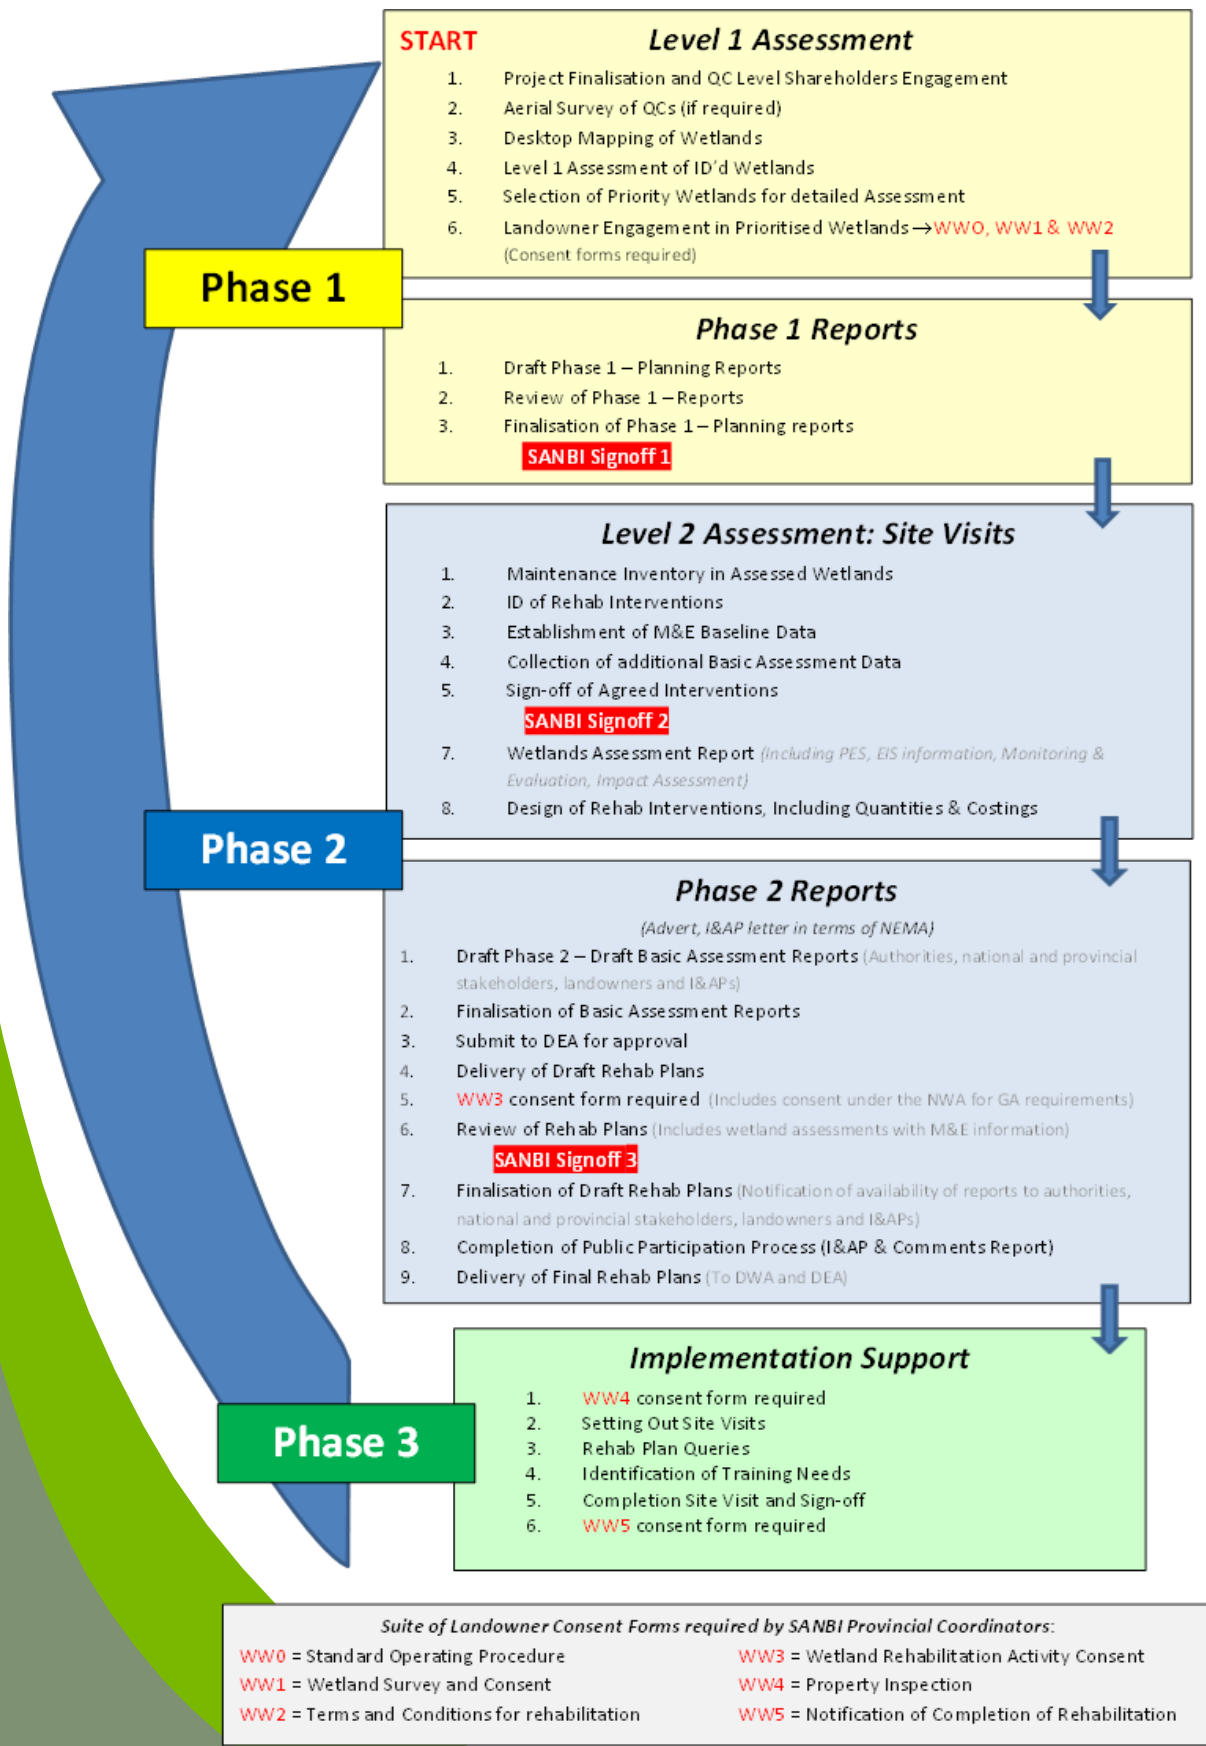 START Level 1 Assessment
1. Project Finalisation and QC Level Shareholders Engagement
2. Aerial Survey of QCs (if required)
3. Desktop Mapping of Wetlands
4. Level 1 Assessment of ID'd Wetlands
5. Selection of Priority Wetlands for detailed Assessment
6. Landowner Engagement in Prioritised Wetlands →WW0, WW1 & WW2
(Consent forms required)
Phase 1
Phase 1 Reports
1. Draft Phase 1 – Planning Reports
2. Review of Phase 1 – Reports
3. Finalisation of Phase 1 – Planning reports
SANBI Signoff 1
Level 2 Assessment: Site Visits
1. Maintenance Inventory in Assessed Wetlands
2. ID of Rehab Interventions
3. Establishment of M&E Baseline Data
4. Collection of additional Basic Assessment Data
5. Sign-off of Agreed Interventions
SANBI Signoff 2
7. Wetlands Assessment Report (Including PES, EIS information, Monitoring &
Evaluation, Impact Assessment)
8. Design of Rehab Interventions, Including Quantities & Costings
Phase 2
Phase 2 Reports
(Advert, I&AP letter in terms of NEMA)
1. Draft Phase 2 – Draft Basic Assessment Reports (Authorities, national and provincial
stakeholders, landowners and I&APs)
2. Finalisation of Basic Assessment Reports
3. Submit to DEA for approval
4. Delivery of Draft Rehab Plans
5. WW3 consent form required (Includes consent under the NWA for GA requirements)
6. Review of Rehab Plans (Includes wetland assessments with M&E information)
SANBI Signoff 3
7. Finalisation of Draft Rehab Plans (Notification of availability of reports to authorities,
national and provincial stakeholders, landowners and I&APs)
8. Completion of Public Participation Process (I&AP & Comments Report)
9. Delivery of Final Rehab Plans (To DWA and DEA)
Implementation Support
1. WW4 consent form required
2. Setting Out Site Visits
3. Rehab Plan Queries
4. Identification of Training Needs
5. Completion Site Visit and Sign-off
6. WW5 consent form required
Phase 3
Suite of Landowner Consent Forms required by SANBI Provincial Coordinators:
WW0 = Standard Operating Procedure
WW1 = Wetland Survey and Consent
WW2 = Terms and Conditions for rehabilitation
WW3 = Wetland Rehabilitation Activity Consent
WW4 = Property Inspection
WW5 = Notification of Completion of Rehabilitation